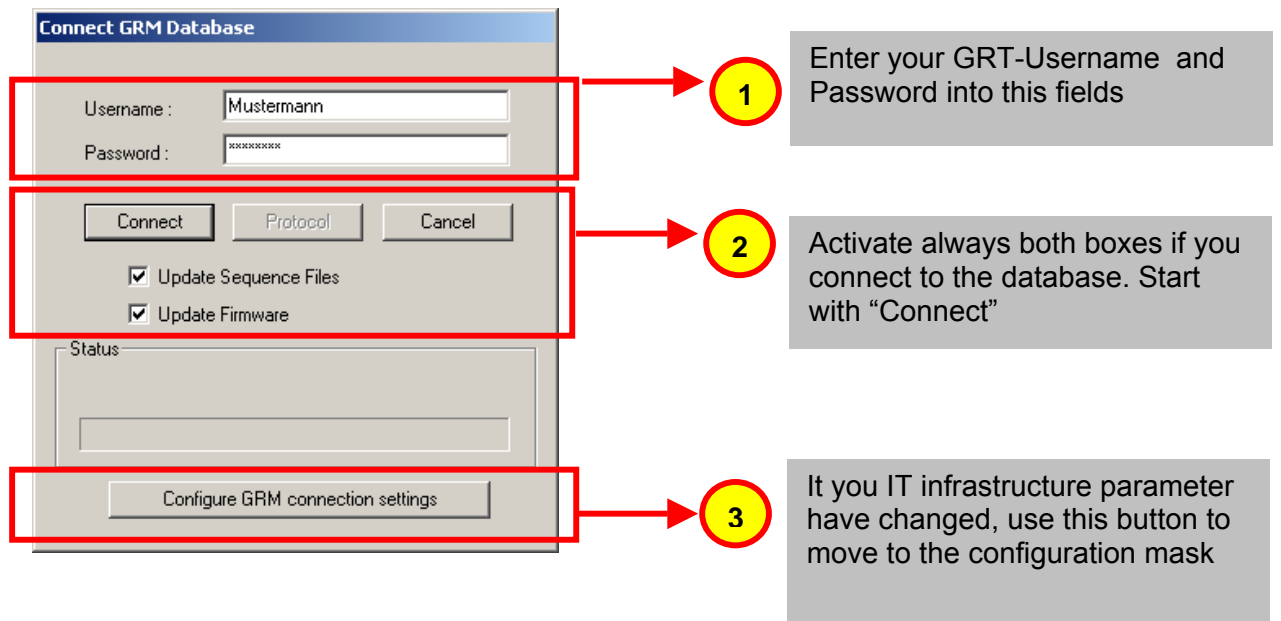 Connect GRM Database
Username :
Mustermann
Password :
xxxxxxxx
1
Enter your GRT-Username and
Password into this fields
Connect
Protocol
Cancel
Update Sequence Files
Update Firmware
2
Activate always both boxes if you
connect to the database. Start
with “Connect”
Status
Configure GRM connection settings
3
It you IT infrastructure parameter
have changed, use this button to
move to the configuration mask